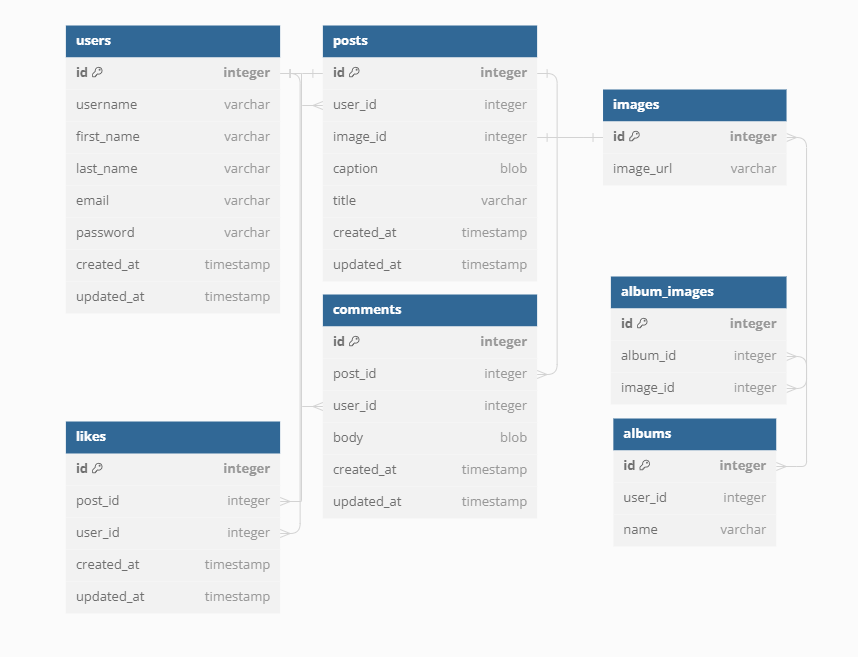 users
id integer
username varchar
first_name varchar
last_name varchar
email varchar
password varchar
created_at timestamp
updated_at timestamp
posts
id integer
user_id integer
image_id integer
caption blob
title varchar
created_at timestamp
updated_at timestamp
images
id integer
image_url varchar
comments
id integer
post_id integer
user_id integer
body blob
created_at timestamp
updated_at timestamp
album_images
id integer
album_id integer
image_id integer
likes
id integer
post_id integer
user_id integer
created_at timestamp
updated_at timestamp
albums
id integer
user_id integer
name varchar